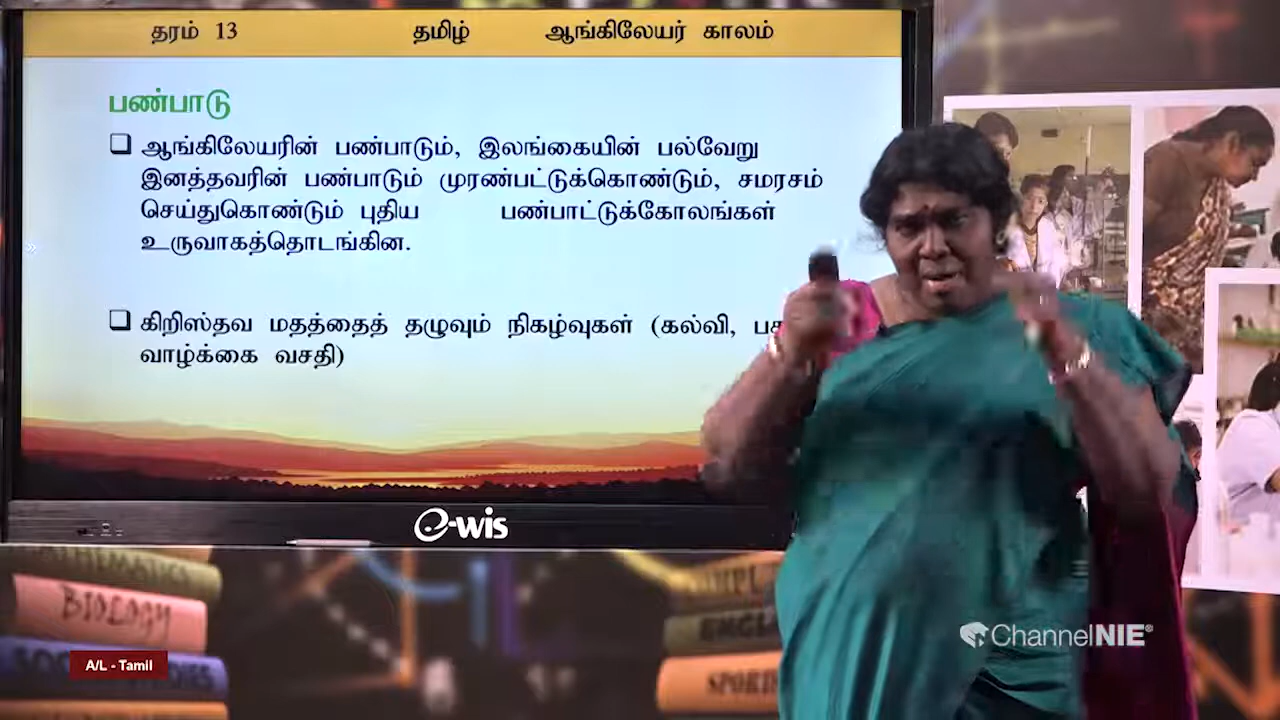 தரம் 13 தமிழ் ஆங்கிலேயர் காலம்
பண்பாடு
ஆங்கிலேயரின் பண்பாடும், இலங்கையின் பல்வேறு
இனத்தவரின் பண்பாடும் முரண்பட்டுக்கொண்டும், சமரசம்
செய்துகொண்டும் புதிய பண்பாட்டுக்கோலங்கள்
உருவாகத்தொடங்கின.
கிறிஸ்தவ மதத்தைத் தழுவும் நிகழ்வுகள் (கல்வி,
வாழ்க்கை வசதி)
e-wis
MATHEMATICS
BIOLOGY
A/L - Tamil
ChannelNIE